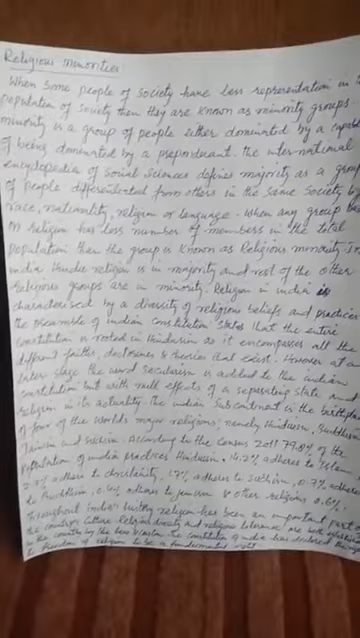 Religious Minorities
When some people of society have less representation in the
population of society then they are known as minority groups.
minority is a group of people either dominated by a
of being dominated by a preponderant. the inter-national
encyclopedia of Social Sciences defines majority as a group
of people differentiated from others in the same society by
race, nationality, religion or language. When any group
on religion has less number of members in the total
population then the group is known as Religious minority. In
india Hindu religion is in majority and rest of the other
Religious groups are in minority. Religion in india is
characterised by a diversity of religious beliefs and practices
the preamble of indian constitution states that the entire
constitution is rooted in Hinduism as it encompasses all the
different faiths, doctrines & theories that exist. However at a
later stage the word secularism is added to the indian
constitution but with null effects of a seperating state and
religion in its actuality. the indian Subcontinent is the birthplace
of four of the worlds major religions; namely Hinduism, Buddhism
Jainism and Sikhism. According to the Census 2011 79.8% of the
population of india practices Hinduism, 14.2% adheres to Islam
2.3% adheres to christianity, 1.7% adheres to Sikhism, 0.7% adheres
to Buddhism, 0.4% adheres to jainism & other religions 0.6%.
Throughout indias history religion has been an important part of
the countrys culture. Religious diversity and religious tolerance are both
in the country by the law the constitution of india has declared the
to freedom of religion to be a fundamental right.